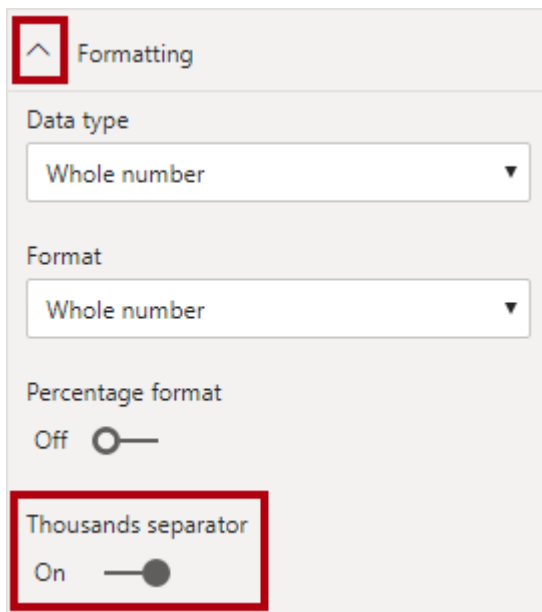 Formatting
Data type
Whole number
Format
Whole number
Percentage format
Off
Thousands separator
On